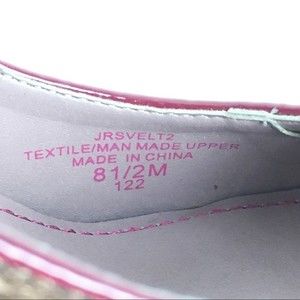 JRSVELT2
TEXTILE/MAN MADE UPPER
MADE IN CHINA
81/2M
122